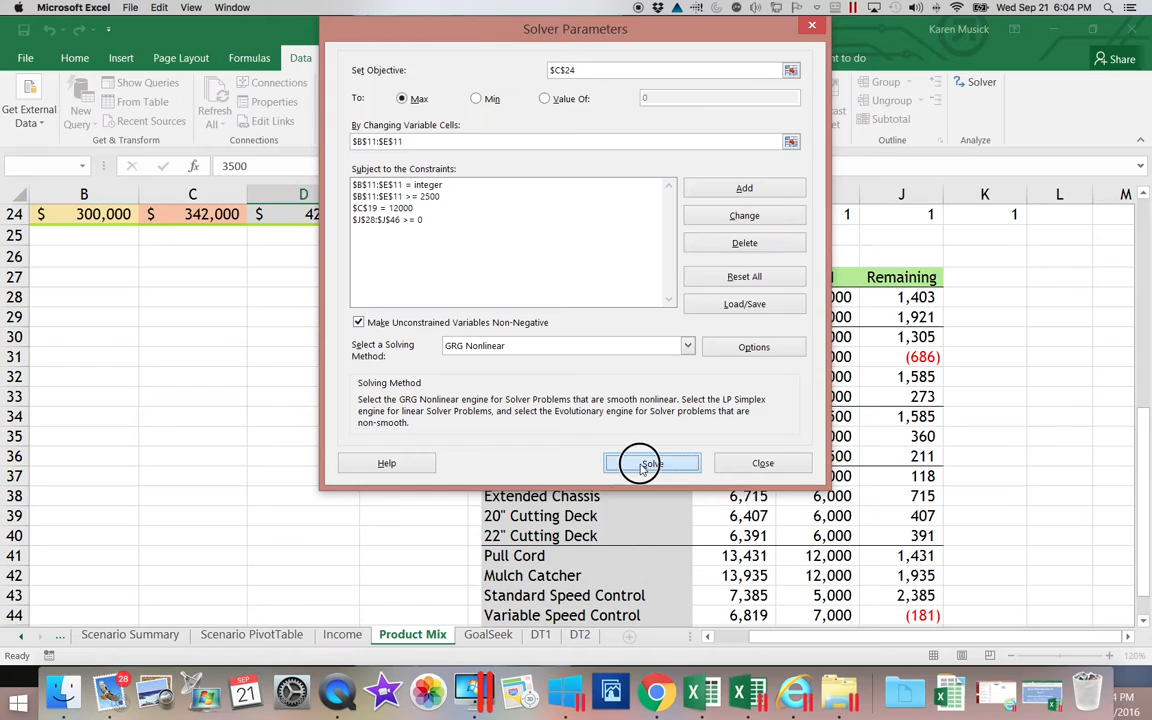 Microsoft Excel File Edit View Window Wed Sep 21 6:04 PM
Solver Parameters
Karen Musick
File Home Insert Page Layout Formulas Data
Share
Get External Data
New Query
Show Queries
From Table
Recent Sources
Get & Transform
Refresh All
Connections
Properties
Edit Links
Connections
Group
Ungroup
Subtotal
Outline
Solver
3500
Set Objective: $C$24
To: Max Min Value Of: 0
By Changing Variable Cells:
$B$11:$E$11
Subject to the Constraints:
$B$11:$E$11 = integer
$B$11:$E$11 >= 2500
$C$19 = 12000
$J$28:$J$46 >= 0
Add
Change
Delete
Reset All
Load/Save
Make Unconstrained Variables Non-Negative
Select a Solving Method: GRG Nonlinear Options
Solving Method
Select the GRG Nonlinear engine for Solver Problems that are smooth nonlinear. Select the LP Simplex
engine for linear Solver Problems, and select the Evolutionary engine for Solver problems that are
non-smooth.
Help Solve Close
B C D J K L M
24 $ 300,000 $ 342,000 $ 42 1 1 1
25
26
27 Remaining
28 000 1,403
29 000 1,921
30 000 1,305
31 000 (686)
32 000 1,585
33 000 273
34 000 1,585
35 000 360
36 211
37 118
38 Extended Chassis 6,715 6,000 715
39 20" Cutting Deck 6,407 6,000 407
40 22" Cutting Deck 6,391 6,000 391
41 Pull Cord 13,431 12,000 1,431
42 Mulch Catcher 13,935 12,000 1,935
43 Standard Speed Control 7,385 5,000 2,385
44 Variable Speed Control 6,819 7,000 (181)
... Scenario Summary Scenario PivotTable Income Product Mix GoalSeek DT1 DT2
Ready 120%
28
SEP 21